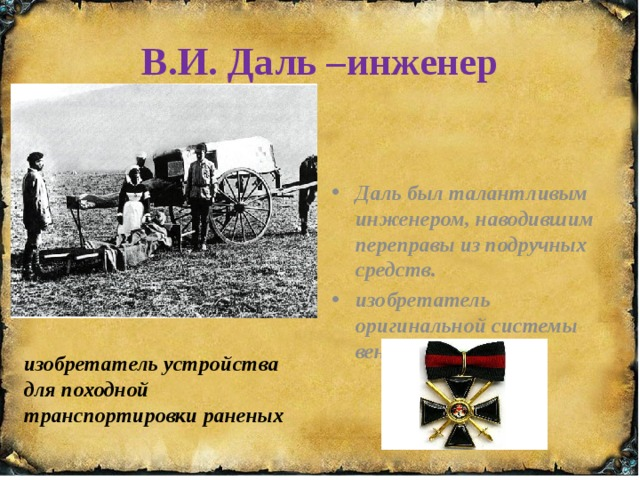 В.И. Даль –инженер
• Даль был талантливым
инженером, наводившим
переправы из подручных
средств.
• изобретатель
оригинальной системы
изобретатель устройства
для походной
транспортировки раненых